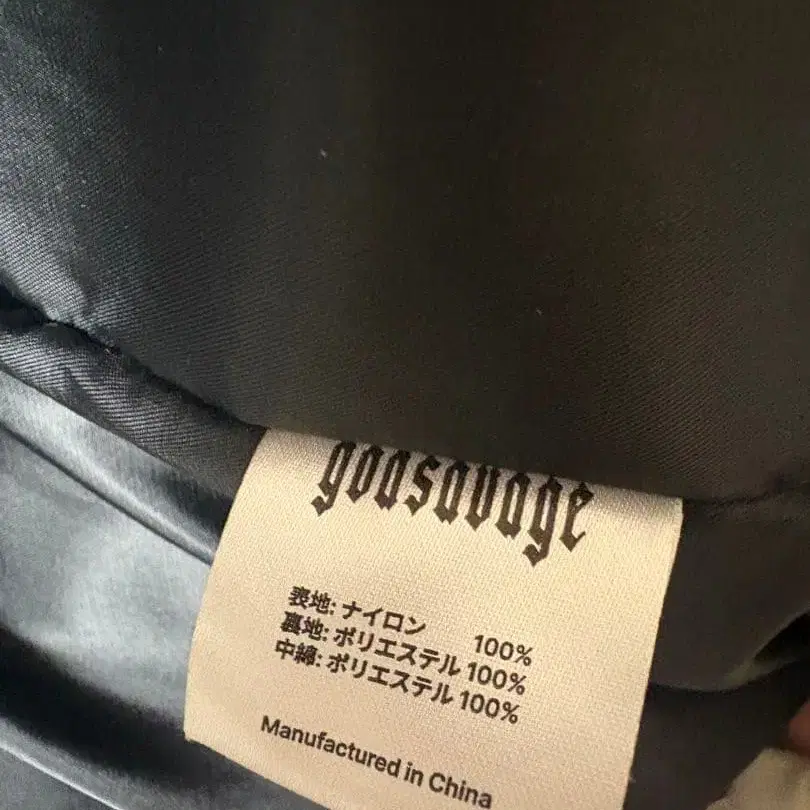 goasavage
表地: ナイロン 100%
裏地: ポリエステル 100%
中綿: ポリエステル 100%
Manufactured in China